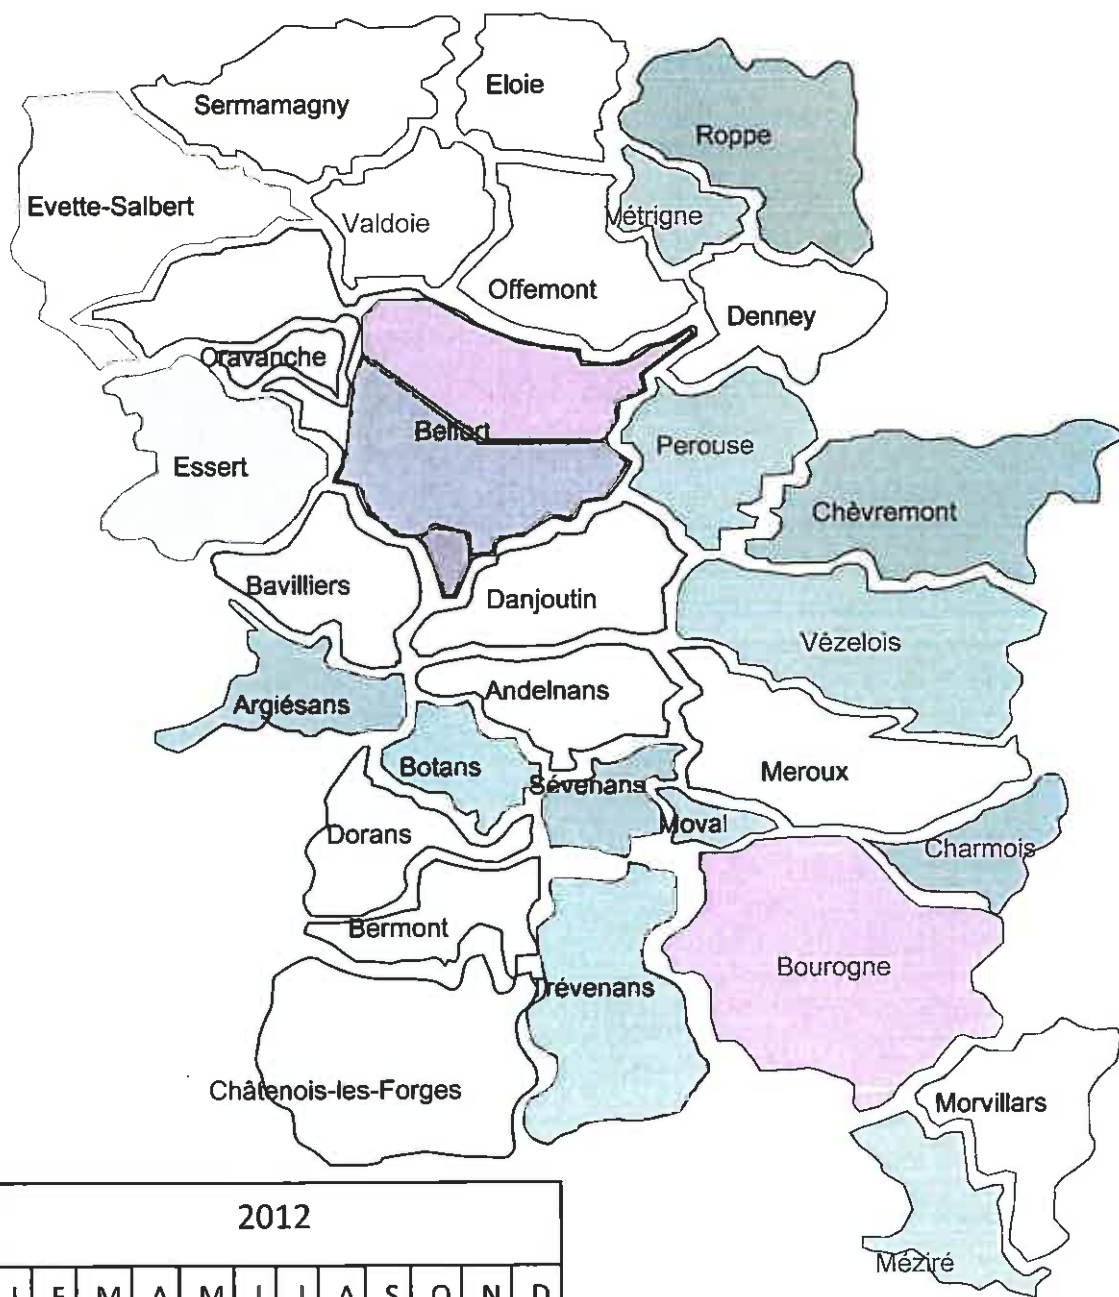 Eloie
Sermamagny
Roppe
Evette-Salbert
Valdoie
Vétrigne
Offemont
Denney
Cravanche
Belfort
Perouse
Essert
Chèvremont
Bavilliers
Danjoutin
Vézelois
Andelnans
Argiésans
Botans
Sévenans
Meroux
Moval
Dorans
Charmois
Bermont
Bourogne
Trévenans
Châtenois-les-Forges
Morvillars
2012
Méziré
J F M A M J J A S O N D